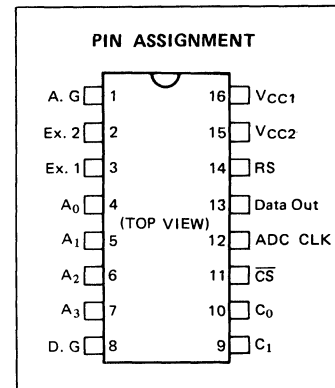 PIN ASSIGNMENT
A. G 1 16 VCC1
Ex. 2 2 15 VCC2
Ex. 1 3 14 RS
A0 4 13 Data Out
(TOP VIEW)
A1 5 12 ADC CLK
A2 6 11 C̅S̅
A3 7 10 C0
D. G 8 9 C1